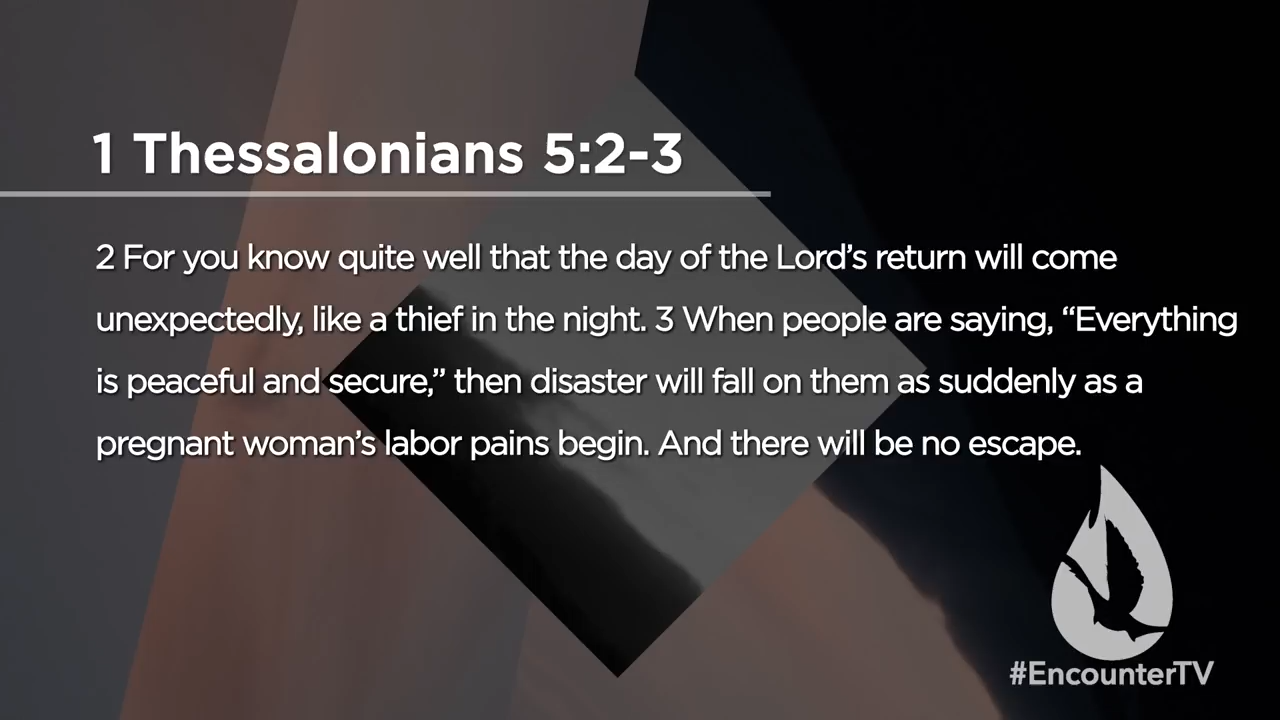 1 Thessalonians 5:2-3
2 For you know quite well that the day of the Lord’s return will come
unexpectedly, like a thief in the night. 3 When people are saying, “Everything
is peaceful and secure,” then disaster will fall on them as suddenly as a
pregnant woman’s labor pains begin. And there will be no escape.
#EncounterTV